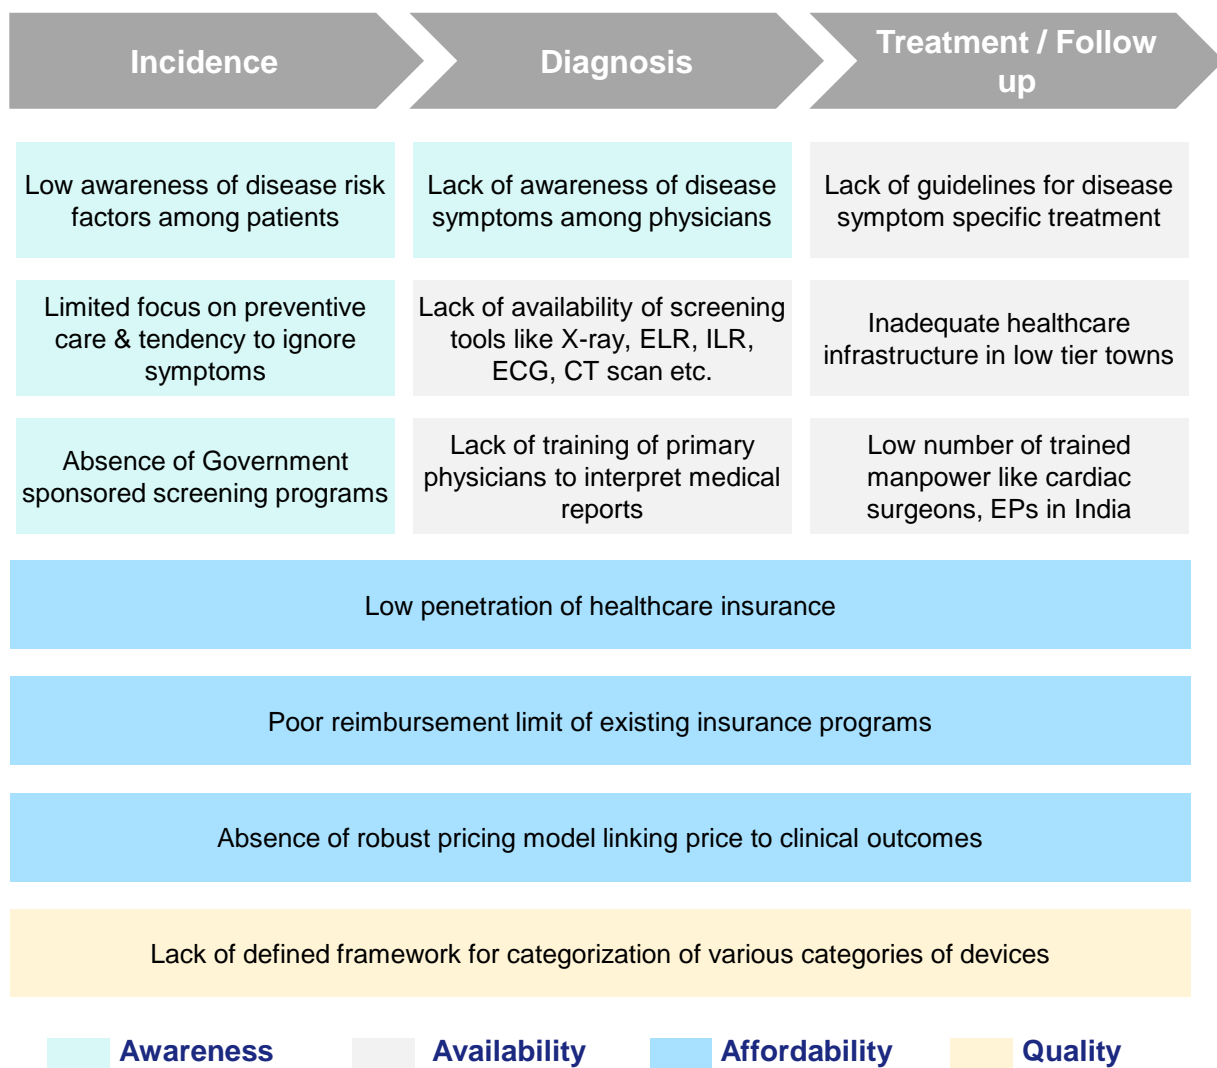 Incidence
Diagnosis
Treatment / Follow
up
Low awareness of disease risk
factors among patients
Lack of awareness of disease
symptoms among physicians
Lack of guidelines for disease
symptom specific treatment
Limited focus on preventive
care & tendency to ignore
symptoms
Lack of availability of screening
tools like X-ray, ELR, ILR,
ECG, CT scan etc.
Inadequate healthcare
infrastructure in low tier towns
Absence of Government
sponsored screening programs
Lack of training of primary
physicians to interpret medical
reports
Low number of trained
manpower like cardiac
surgeons, EPs in India
Low penetration of healthcare insurance
Poor reimbursement limit of existing insurance programs
Absence of robust pricing model linking price to clinical outcomes
Lack of defined framework for categorization of various categories of devices
Awareness
Availability
Affordability
Quality